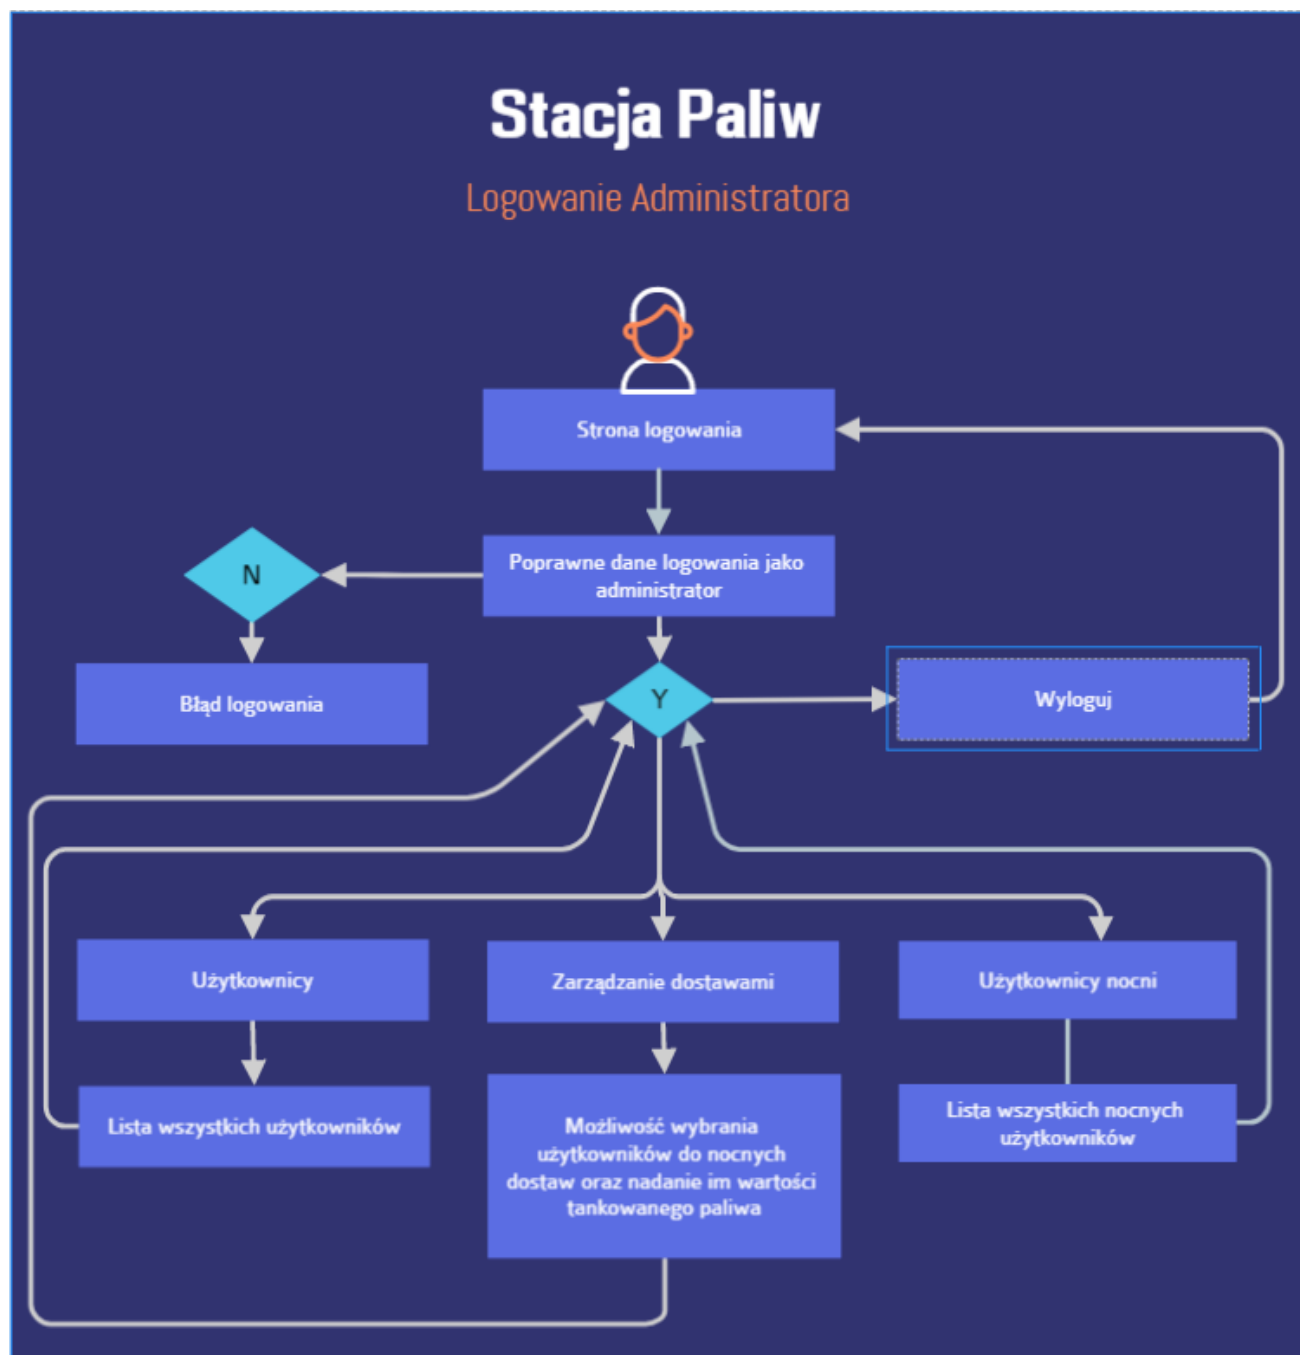 Stacja Paliw
Logowanie Administratora
Strona logowania
Poprawne dane logowania jako
administrator
N
Błąd logowania
Y
Wyloguj
Użytkownicy
Zarządzanie dostawami
Użytkownicy nocni
Lista wszystkich użytkowników
Możliwość wybrania
użytkowników do nocnych
dostaw oraz nadanie im wartości
tankowanego paliwa
Lista wszystkich nocnych
użytkowników